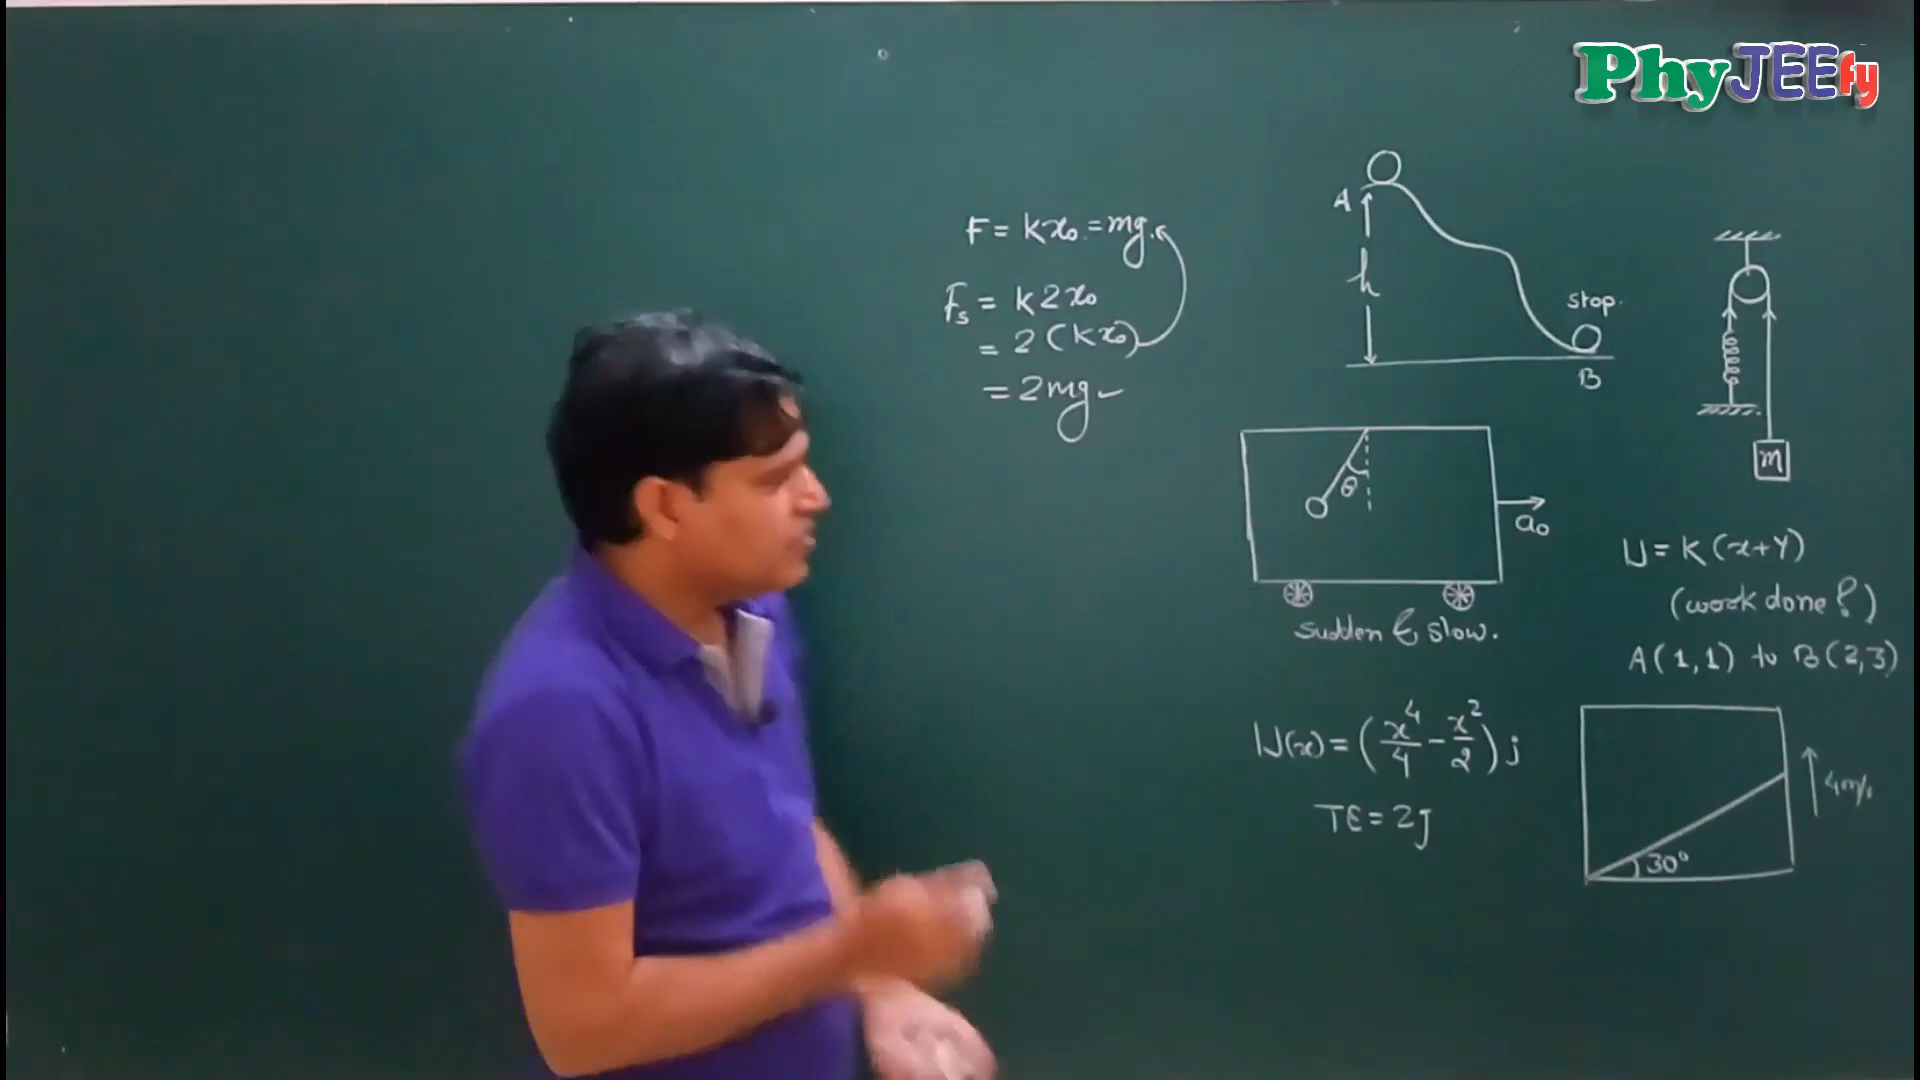 PhyJEEfy
F = kx₀ = mg.
Fₛ = k2x₀
= 2(kx₀)
= 2mg
A
h
stop.
B
m
θ
a₀
sudden & slow.
U = k(x+y)
(work done?)
A(1,1) to B(2,3)
U(x) = (x⁴/4 - x²/2) j
TE = 2J
4m/s
30°